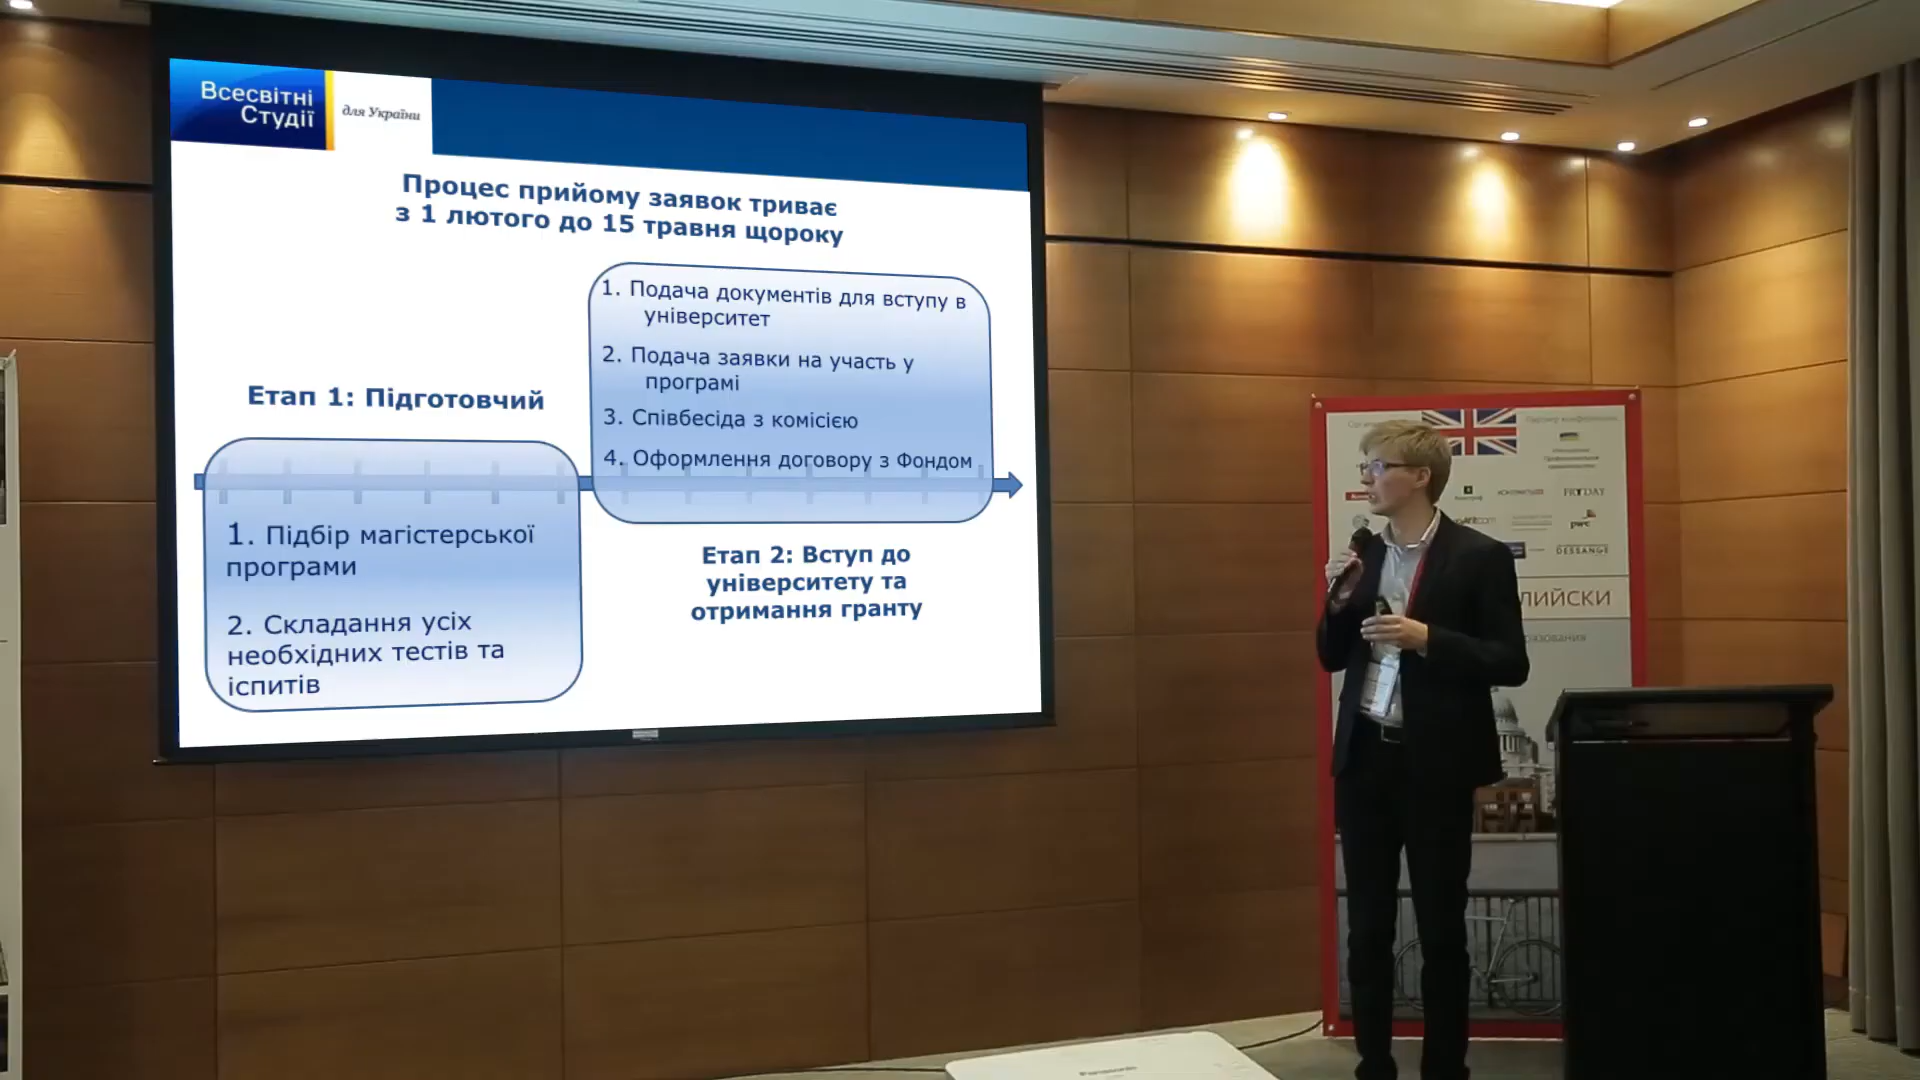 Всесвітні
Студії
для України
Процес прийому заявок триває
з 1 лютого до 15 травня щороку
1. Подача документів для вступу в
університет
2. Подача заявки на участь у
програмі
3. Співбесіда з комісією
4. Оформлення договору з Фондом
Етап 1: Підготовчий
1. Підбір магістерської
програми
2. Складання усіх
необхідних тестів та
іспитів
Етап 2: Вступ до
університету та
отримання гранту
Партнер конференции
FRIDAY
pwc
DESSANGE
ЛИЙСКИ
Panasonic